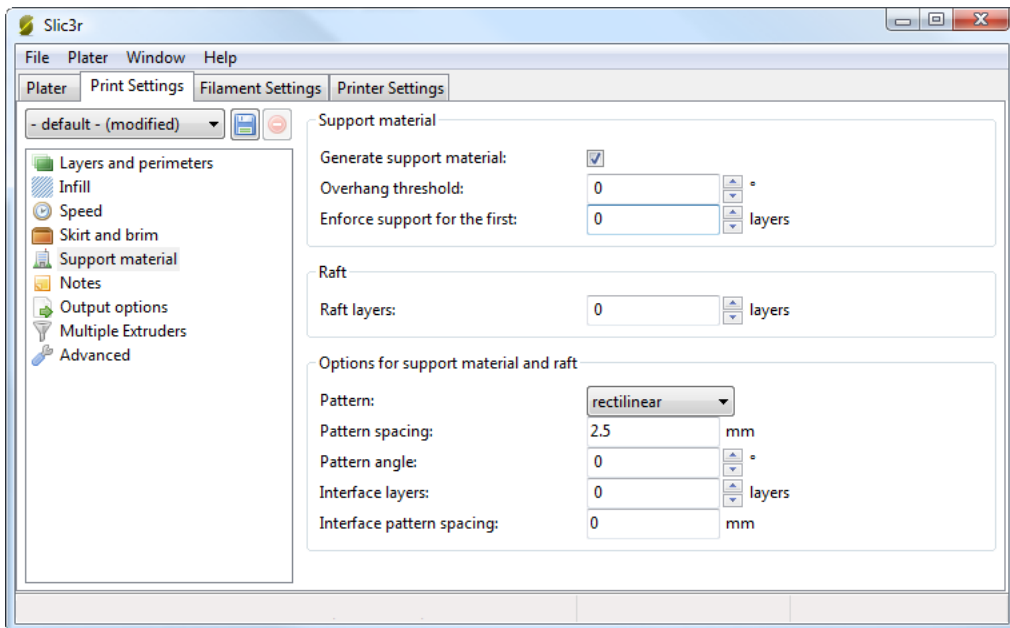 Slic3r
File Plater Window Help
Plater Print Settings Filament Settings Printer Settings
- default - (modified)
Layers and perimeters
Infill
Speed
Skirt and brim
Support material
Notes
Output options
Multiple Extruders
Advanced
Support material
Generate support material:
Overhang threshold: 0 °
Enforce support for the first: 0 layers
Raft
Raft layers: 0 layers
Options for support material and raft
Pattern: rectilinear
Pattern spacing: 2.5 mm
Pattern angle: 0 °
Interface layers: 0 layers
Interface pattern spacing: 0 mm